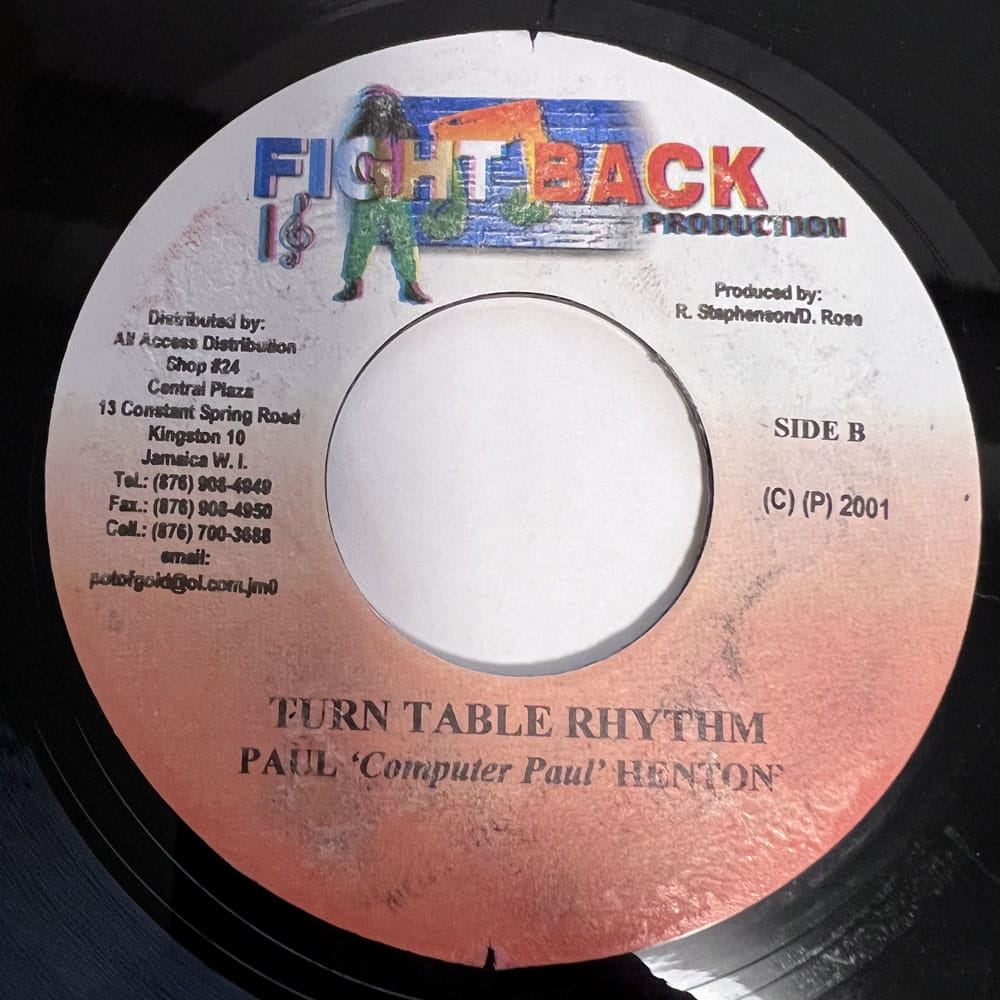 FIGHT BACK
PRODUCTION
Produced by:
R. Stephenson/D. Rose
Distributed by:
All Access Distribution
Shop #24
Central Plaza
13 Constant Spring Road
Kingston 10
Jamaica W. I.
Tel.: (876) 908-4949
Fax.: (876) 908-4950
Cell.: (876) 700-3688
email:
potofgold@ol.com.jm0
SIDE B
(C) (P) 2001
TURN TABLE RHYTHM
PAUL ‘Computer Paul’ HENTON